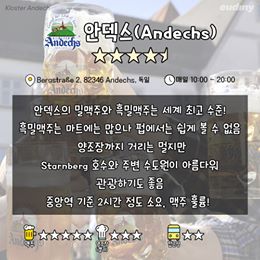 Kloster Andechs
eudmy
Andechs
안덱스(Andechs)
Bergstraße 2, 82346 Andechs, 독일
매일 10:00 ~ 20:00
안덱스의 밀맥주와 흑밀맥주는 세계 최고 수준!
흑밀맥주는 마트에는 많으나 펍에서는 쉽게 볼 수 없음
양조장까지 거리는 멀지만
Starnberg 호수와 주변 수도원이 아름다워
관광하기도 좋음
중앙역 기준 2시간 정도 소요, 맥주 훌륭!